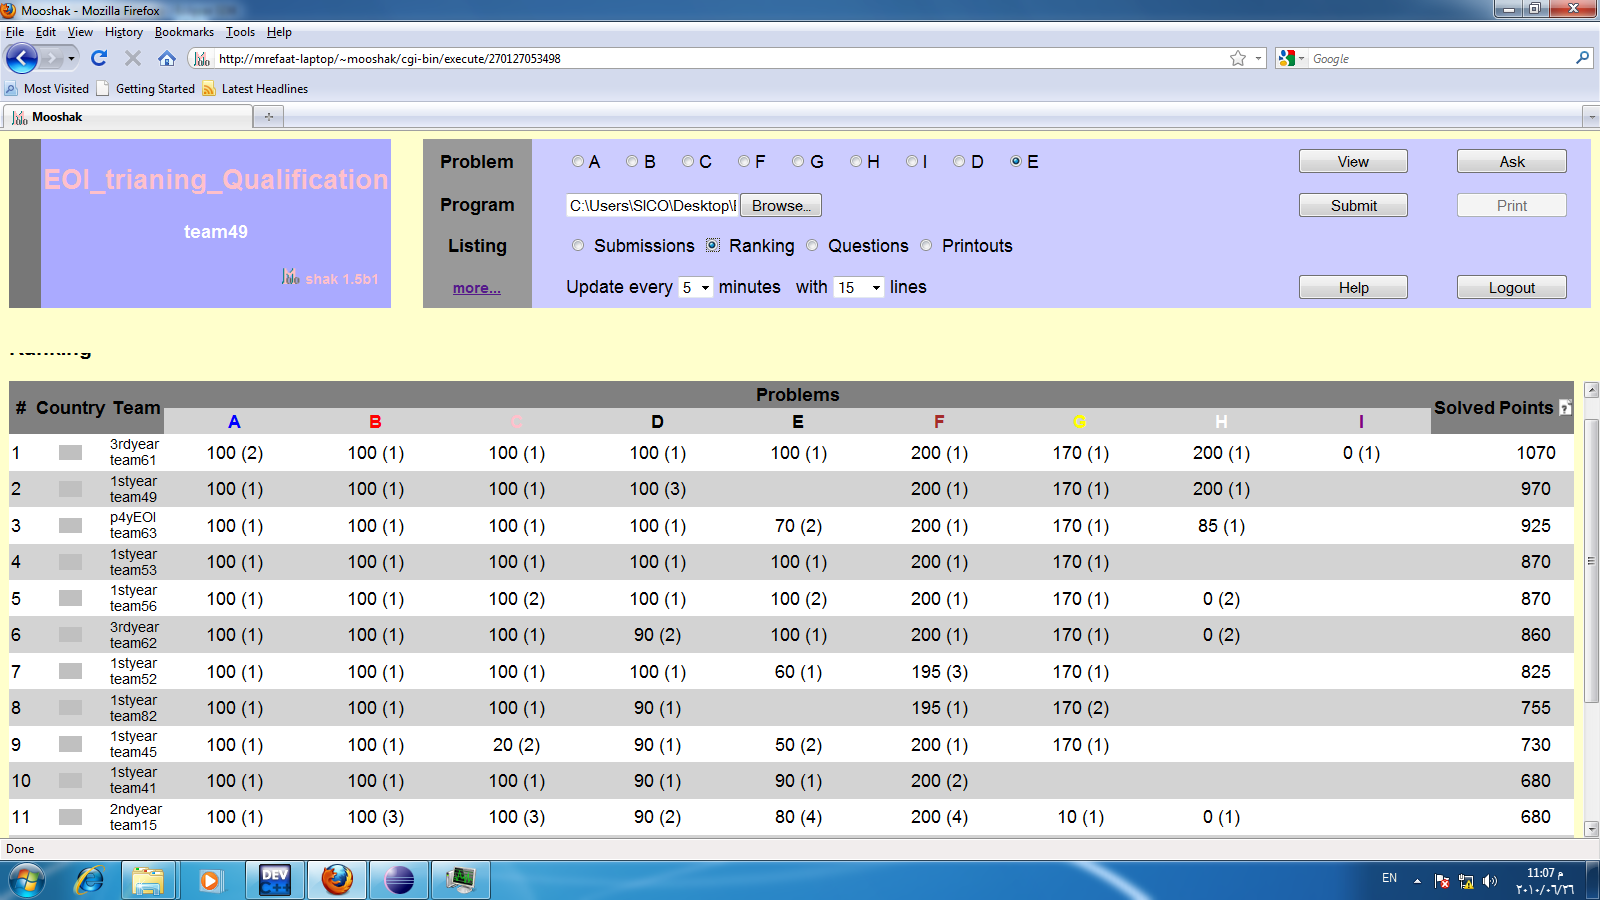 Mooshak - Mozilla Firefox
File Edit View History Bookmarks Tools Help
http://mrefaat-laptop/~mooshak/cgi-bin/execute/270127053498
Google
Most Visited Getting Started Latest Headlines
Mooshak
EOI_trianing_Qualification
team49
shak 1.5b1
Problem A B C F G H I D E View Ask
Program C:\Users\SICO\Desktop\ Browse... Submit Print
Listing Submissions Ranking Questions Printouts
more... Update every 5 minutes with 15 lines Help Logout
Ranking
Problems
# Country Team Solved Points ?
A B C D E F G H I
1 3rdyear team61 100 (2) 100 (1) 100 (1) 100 (1) 100 (1) 200 (1) 170 (1) 200 (1) 0 (1) 1070
2 1styear team49 100 (1) 100 (1) 100 (1) 100 (3) 200 (1) 170 (1) 200 (1) 970
3 p4yEOI team63 100 (1) 100 (1) 100 (1) 100 (1) 70 (2) 200 (1) 170 (1) 85 (1) 925
4 1styear team53 100 (1) 100 (1) 100 (1) 100 (1) 100 (1) 200 (1) 170 (1) 870
5 1styear team56 100 (1) 100 (1) 100 (2) 100 (1) 100 (2) 200 (1) 170 (1) 0 (2) 870
6 3rdyear team62 100 (1) 100 (1) 100 (1) 90 (2) 100 (1) 200 (1) 170 (1) 0 (2) 860
7 1styear team52 100 (1) 100 (1) 100 (1) 100 (1) 60 (1) 195 (3) 170 (1) 825
8 1styear team82 100 (1) 100 (1) 100 (1) 90 (1) 195 (1) 170 (2) 755
9 1styear team45 100 (1) 100 (1) 20 (2) 90 (1) 50 (2) 200 (1) 170 (1) 730
10 1styear team41 100 (1) 100 (1) 100 (1) 90 (1) 90 (1) 200 (2) 680
11 2ndyear team15 100 (1) 100 (3) 100 (3) 90 (2) 80 (4) 200 (4) 10 (1) 0 (1) 680
Done
DEV C++
EN
11:07 م
٢٠١٠/٠٦/٢٦